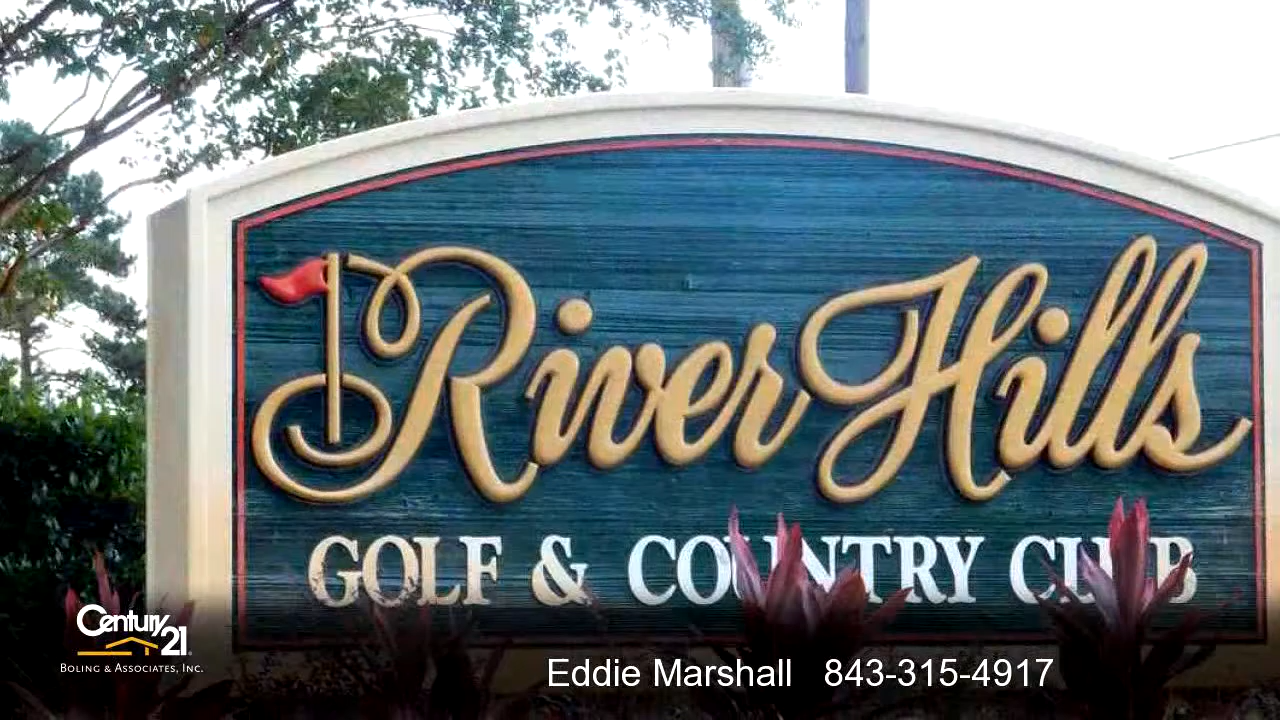 River Hills
GOLF & COUNTRY CLUB
Century 21
BOLING & ASSOCIATES, INC.
Eddie Marshall 843-315-4917